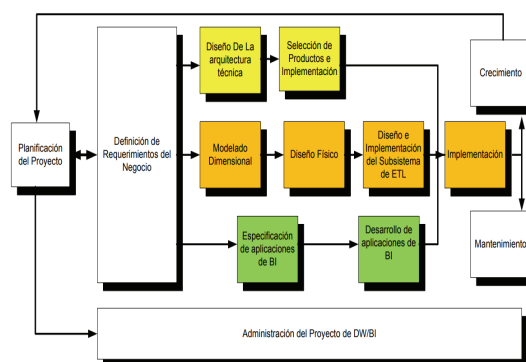 Diseño De La
arquitectura
técnica
Selección de
Productos e
Implementación
Crecimiento
Planificación
del Proyecto
Definición de
Requerimientos del
Negocio
Modelado
Dimensional
Diseño Físico
Diseño e
Implementación
del Subsistema
de ETL
Implementación
Especificación
de aplicaciones
de BI
Desarrollo de
aplicaciones de
BI
Mantenimiento
Administración del Proyecto de DW/BI